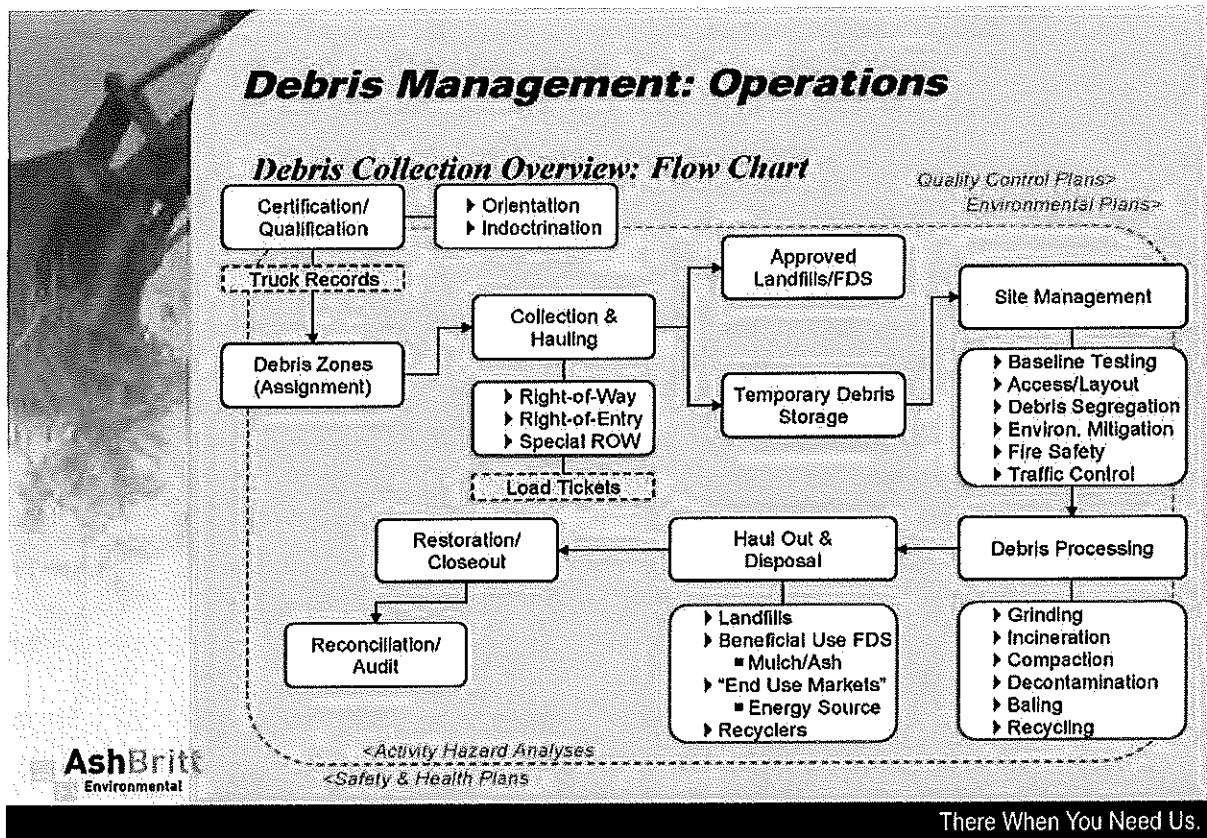 Debris Management: Operations
Debris Collection Overview: Flow Chart
Quality Control Plans>
Environmental Plans>
Certification/
Qualification
▶ Orientation
▶ Indoctrination
Truck Records
Debris Zones
(Assignment)
Collection &
Hauling
▶ Right-of-Way
▶ Right-of-Entry
▶ Special ROW
Load Tickets
Approved
Landfills/FDS
Temporary Debris
Storage
Site Management
▶ Baseline Testing
▶ Access/Layout
▶ Debris Segregation
▶ Environ. Mitigation
▶ Fire Safety
▶ Traffic Control
Debris Processing
▶ Grinding
▶ Incineration
▶ Compaction
▶ Decontamination
▶ Baling
▶ Recycling
Haul Out &
Disposal
▶ Landfills
▶ Beneficial Use FDS
■ Mulch/Ash
▶ "End Use Markets"
■ Energy Source
▶ Recyclers
Restoration/
Closeout
Reconciliation/
Audit
<Activity Hazard Analyses
<Safety & Health Plans
AshBritt
Environmental
There When You Need Us.